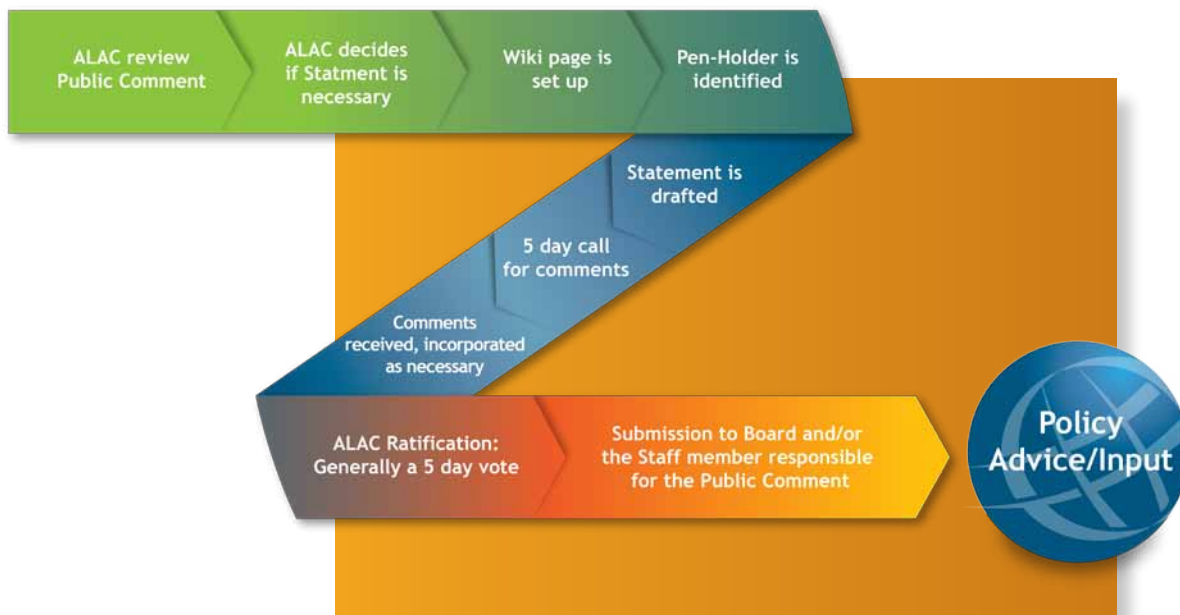 ALAC review
Public Comment
ALAC decides
if Statment is
necessary
Wiki page is
set up
Pen-Holder is
identified
Statement is
drafted
5 day call
for comments
Comments
received, incorporated
as necessary
ALAC Ratification:
Generally a 5 day vote
Submission to Board and/or
the Staff member responsible
for the Public Comment
Policy
Advice/Input